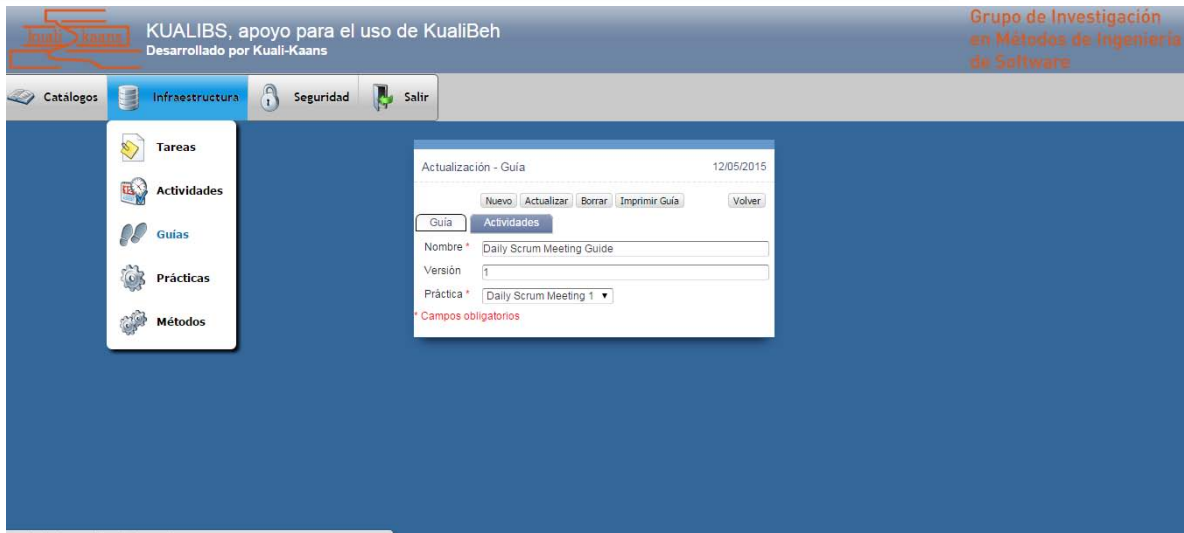 kuali kaans
KUALIBS, apoyo para el uso de KualiBeh
Desarrollado por Kuali-Kaans
Grupo de Investigación
en Métodos de Ingeniería
de Software
Catálogos Infraestructura Seguridad Salir
Tareas
Actividades
Guías
Prácticas
Métodos
Actualización - Guía 12/05/2015
Nuevo Actualizar Borrar Imprimir Guía Volver
Guía Actividades
Nombre * Daily Scrum Meeting Guide
Versión 1
Práctica * Daily Scrum Meeting 1
* Campos obligatorios